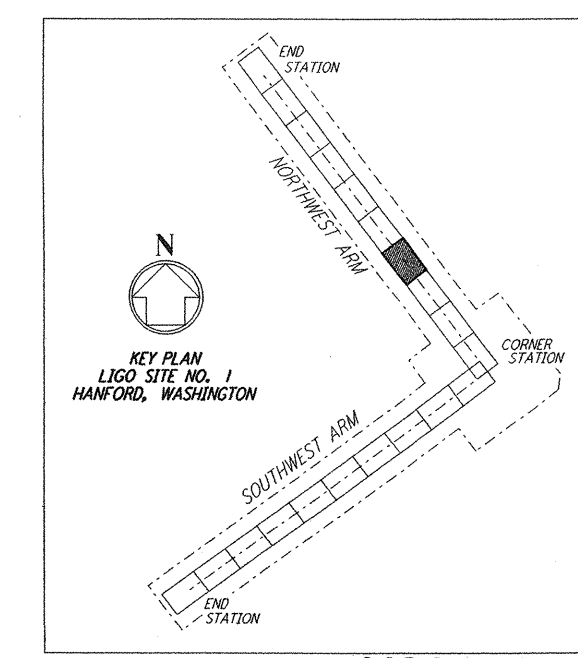 END
STATION
NORTHWEST ARM
N
KEY PLAN
LIGO SITE NO. 1
HANFORD, WASHINGTON
CORNER
STATION
SOUTHWEST ARM
END
STATION